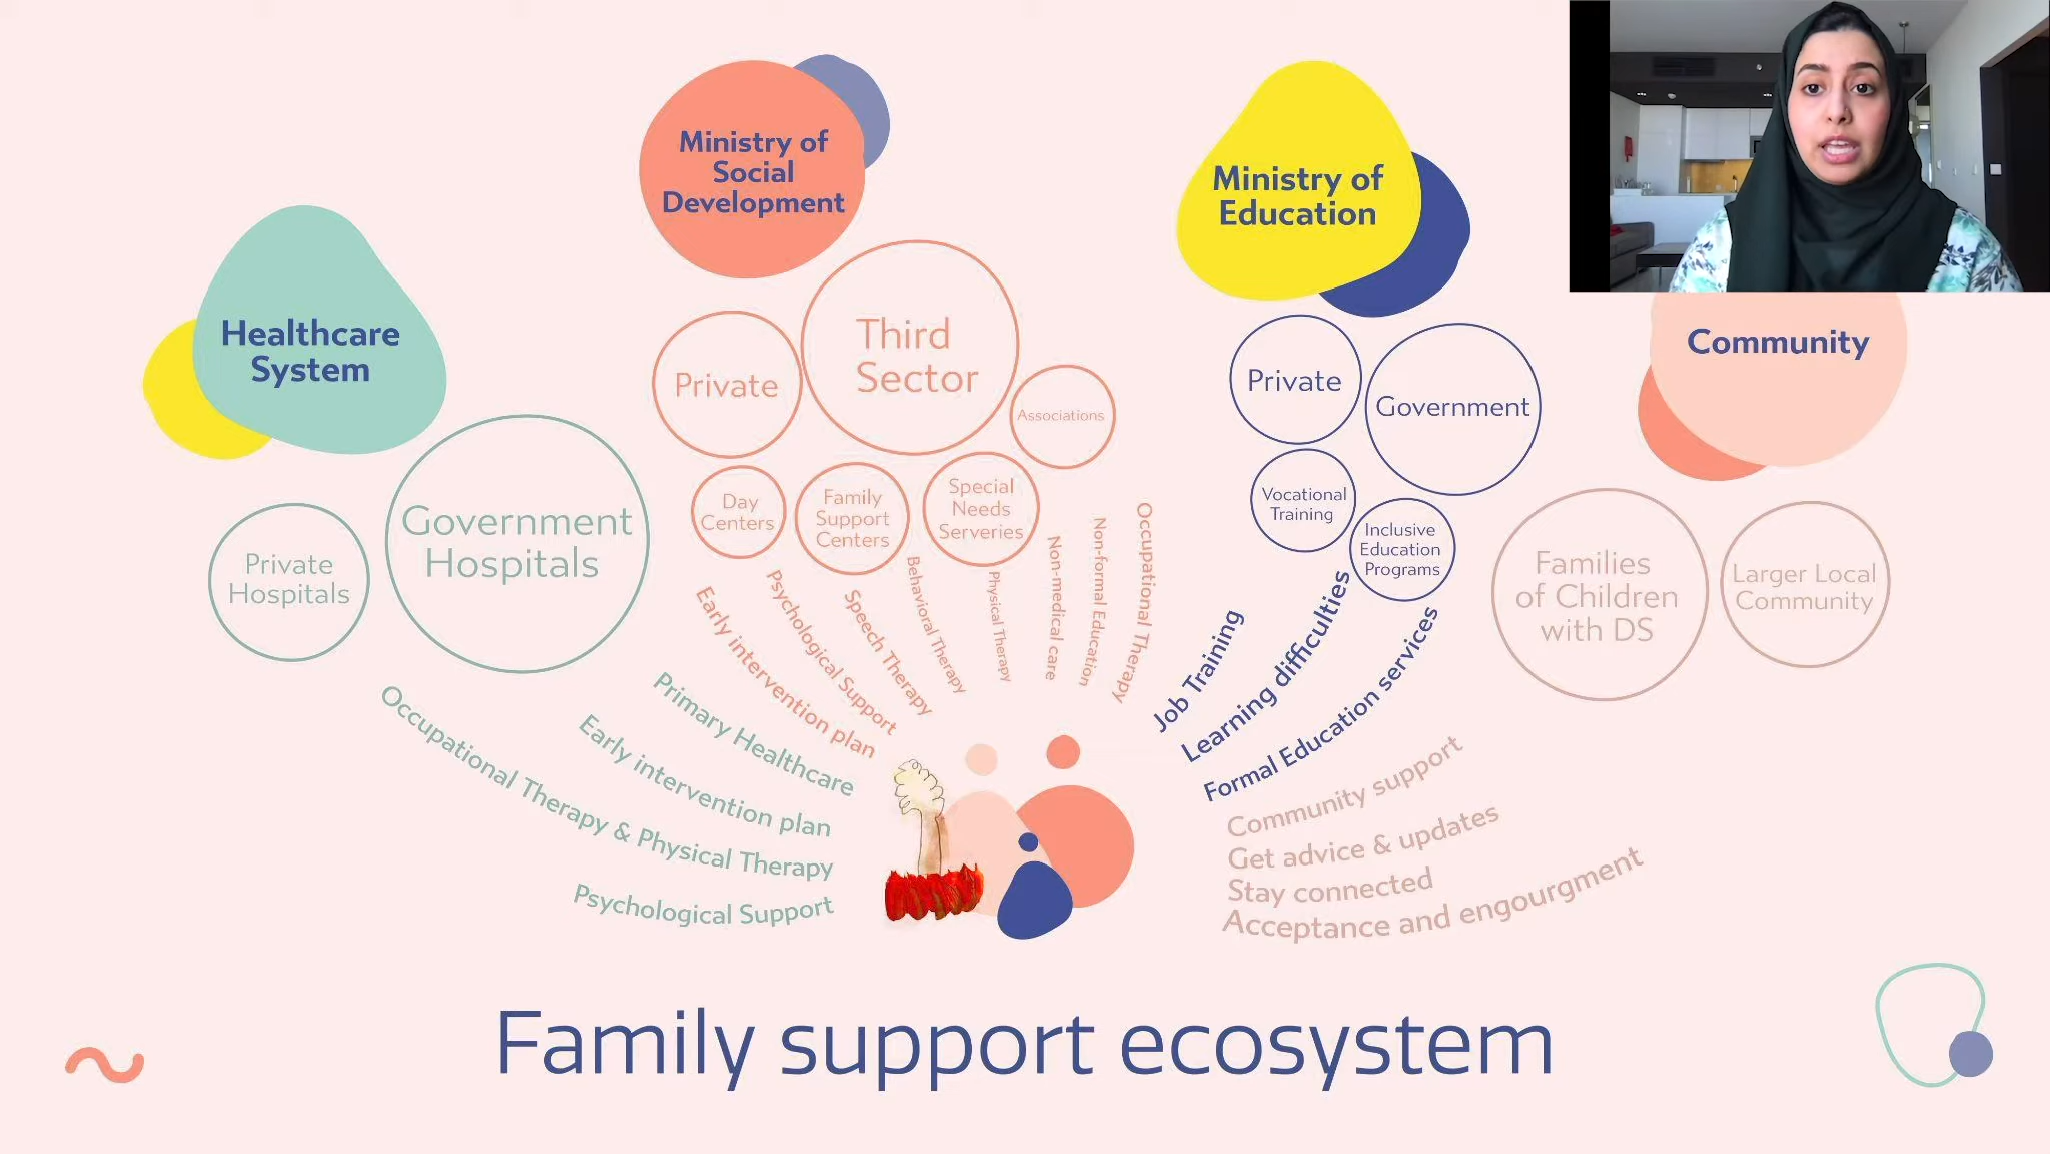 Healthcare
System
Private
Hospitals
Government
Hospitals
Occupational Therapy & Physical Therapy
Early intervention plan
Primary Healthcare
Psychological Support
Ministry of
Social
Development
Private
Third
Sector
Associations
Day
Centers
Family
Support
Centers
Special
Needs
Serveries
Early intervention plan
Psychological Support
Speech Therapy
Behavioral Therapy
Physical Therapy
Non-medical care
Non-formal Education
Occupational Therapy
Ministry of
Education
Private
Government
Vocational
Training
Inclusive
Education
Programs
Job Training
Learning difficulties
Formal Education services
Community
Families
of Children
with DS
Larger Local
Community
Community support
Get advice & updates
Stay connected
Acceptance and engourgment
Family support ecosystem